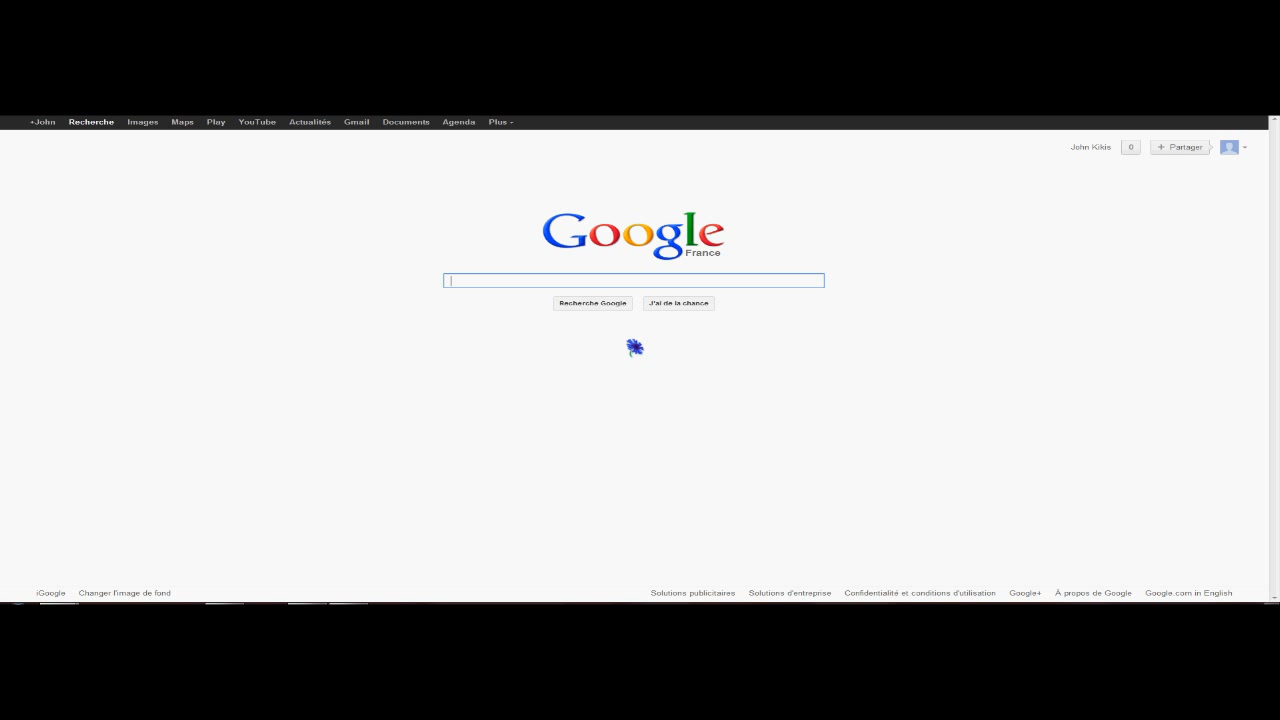 +John Recherche Images Maps Play YouTube Actualités Gmail Documents Agenda Plus
John Kikis 0 + Partager
Google
France
Recherche Google J'ai de la chance
iGoogle Changer l'image de fond Solutions publicitaires Solutions d'entreprise Confidentialité et conditions d'utilisation Google+ À propos de Google Google.com in English